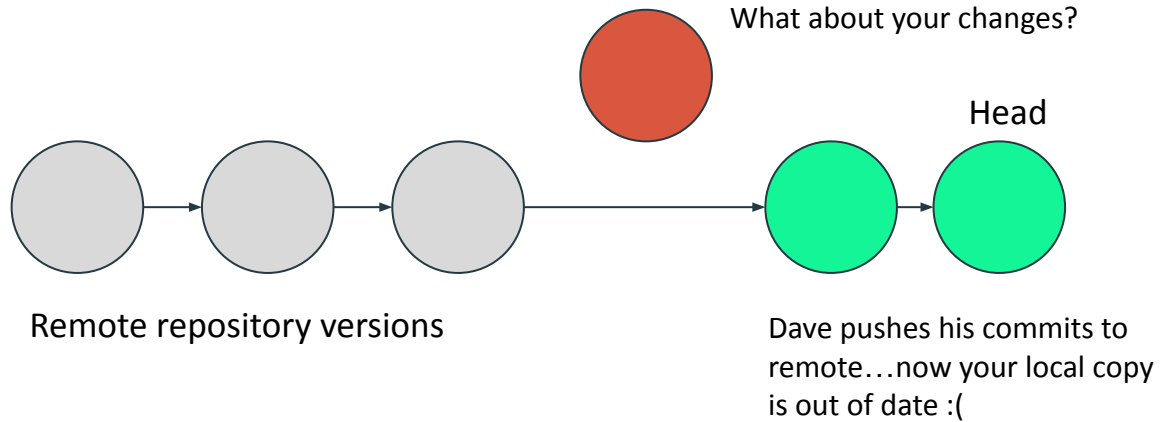 What about your changes?
Head
Remote repository versions
Dave pushes his commits to
remote…now your local copy
is out of date :(